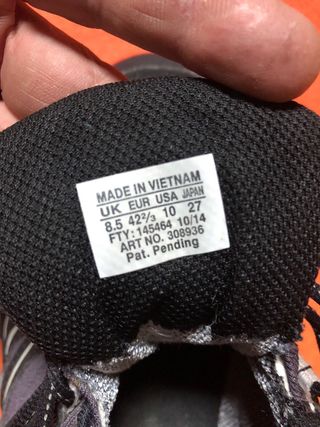 MADE IN VIETNAM
UK EUR USA JAPAN
8.5 42²/₃ 10 27
FTY: 145464 10/14
ART NO. 308936
Pat. Pending